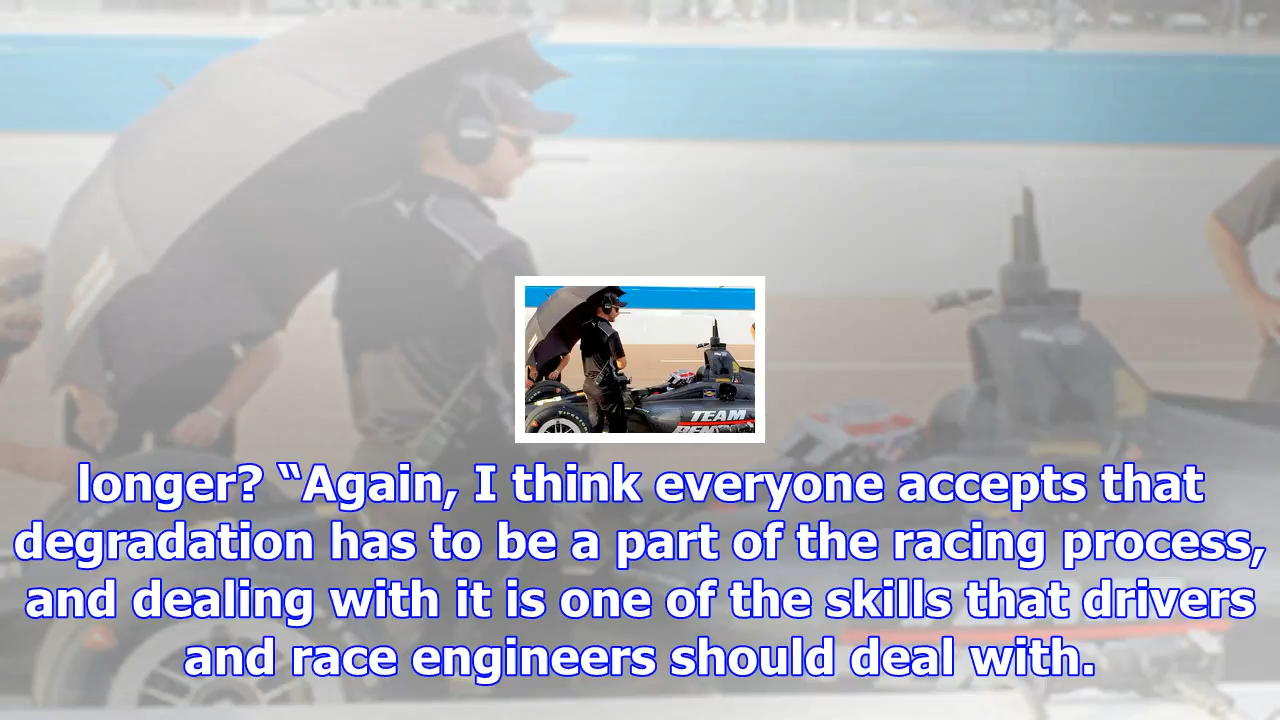 TEAM
longer? “Again, I think everyone accepts that
degradation has to be a part of the racing process,
and dealing with it is one of the skills that drivers
and race engineers should deal with.